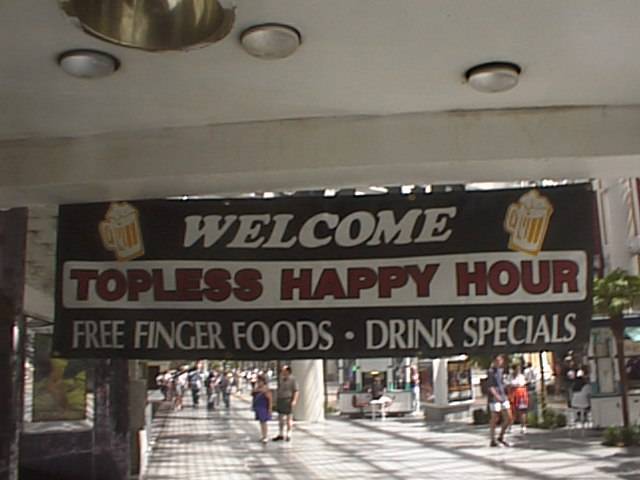 WELCOME
TOPLESS HAPPY HOUR
FREE FINGER FOODS · DRINK SPECIALS